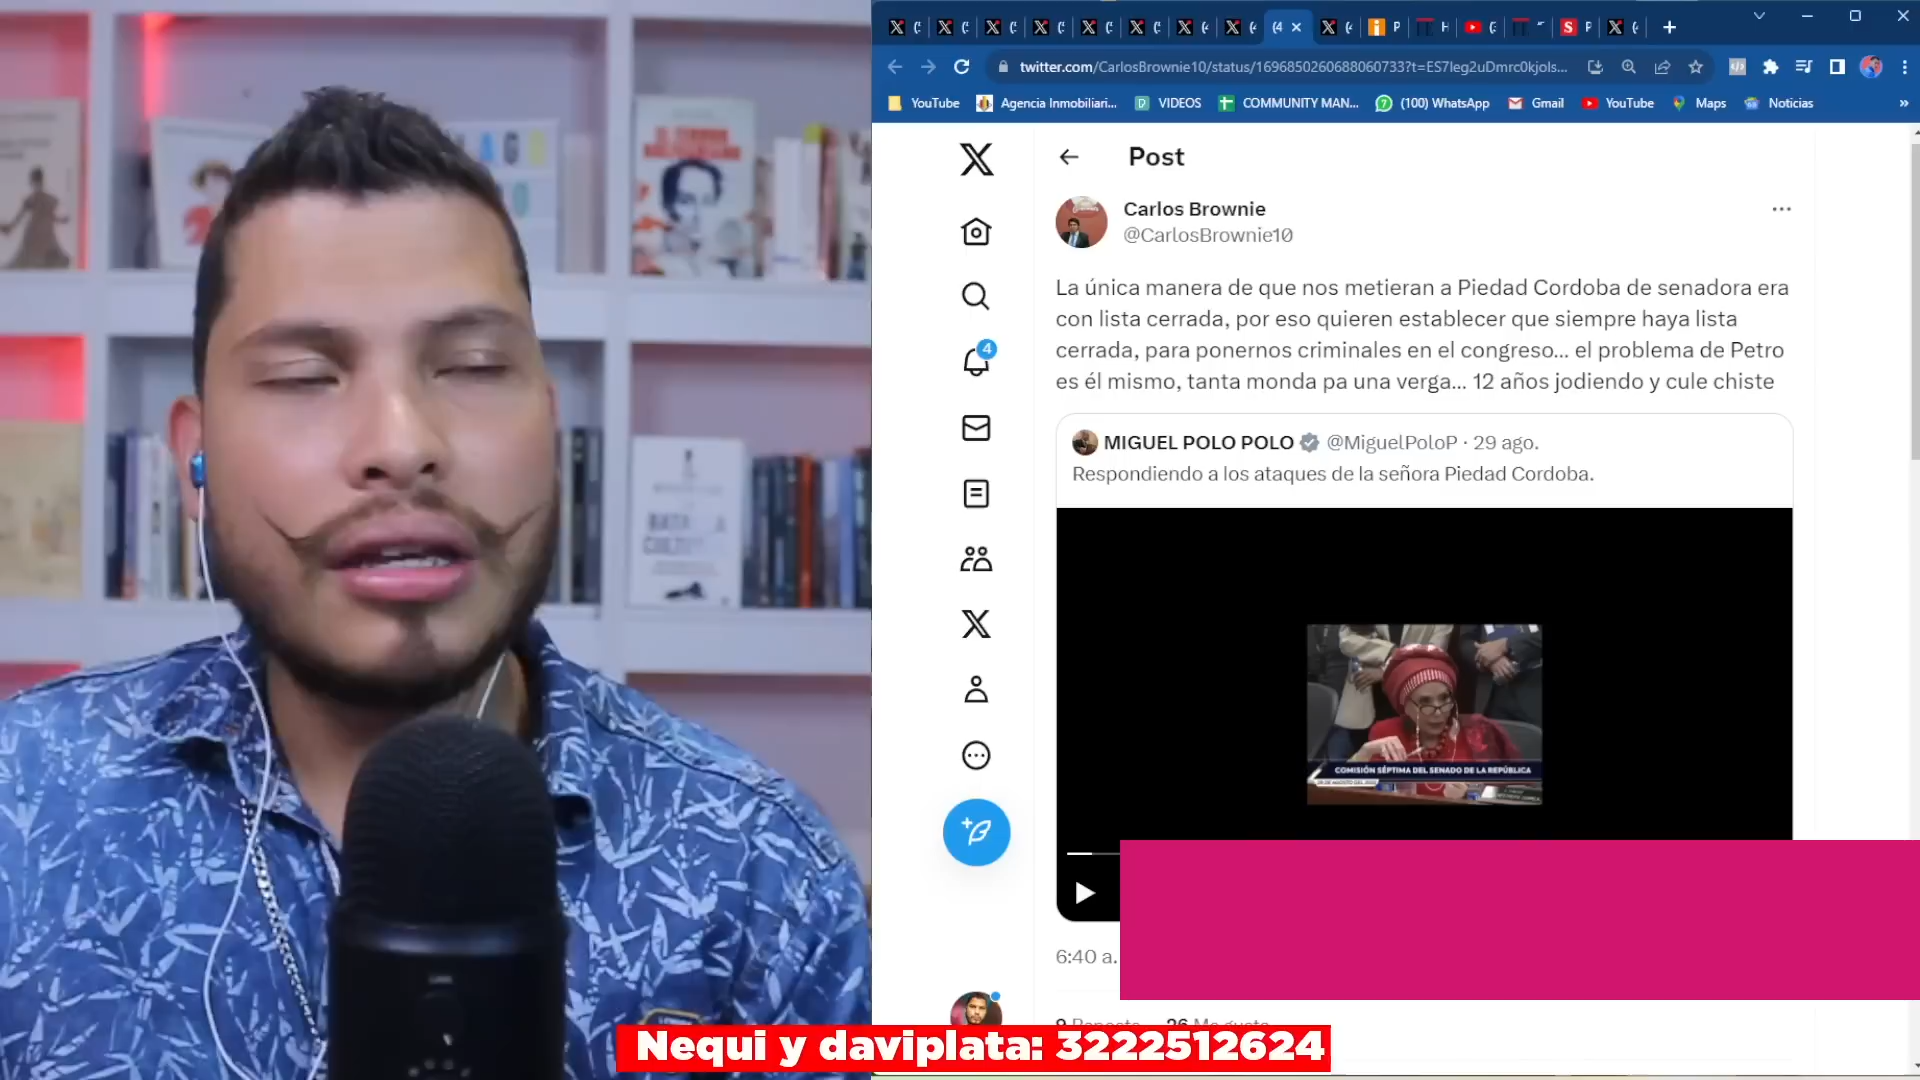 twitter.com/CarlosBrownie10/status/1696850260688060733?t=ES7leg2uDmrc0kjols...
YouTube
Agencia Inmobiliari...
VIDEOS
COMMUNITY MAN...
(100) WhatsApp
Gmail
YouTube
Maps
Noticias
»
Post
Carlos Brownie
@CarlosBrownie10
La única manera de que nos metieran a Piedad Cordoba de senadora era
con lista cerrada, por eso quieren establecer que siempre haya lista
cerrada, para ponernos criminales en el congreso... el problema de Petro
es él mismo, tanta monda pa una verga... 12 años jodiendo y cule chiste
4
MIGUEL POLO POLO @MiguelPoloP · 29 ago.
Respondiendo a los ataques de la señora Piedad Cordoba.
COMISIÓN SÉPTIMA DEL SENADO DE LA REPÚBLICA
6:40 a.
Nequi y daviplata: 3222512624